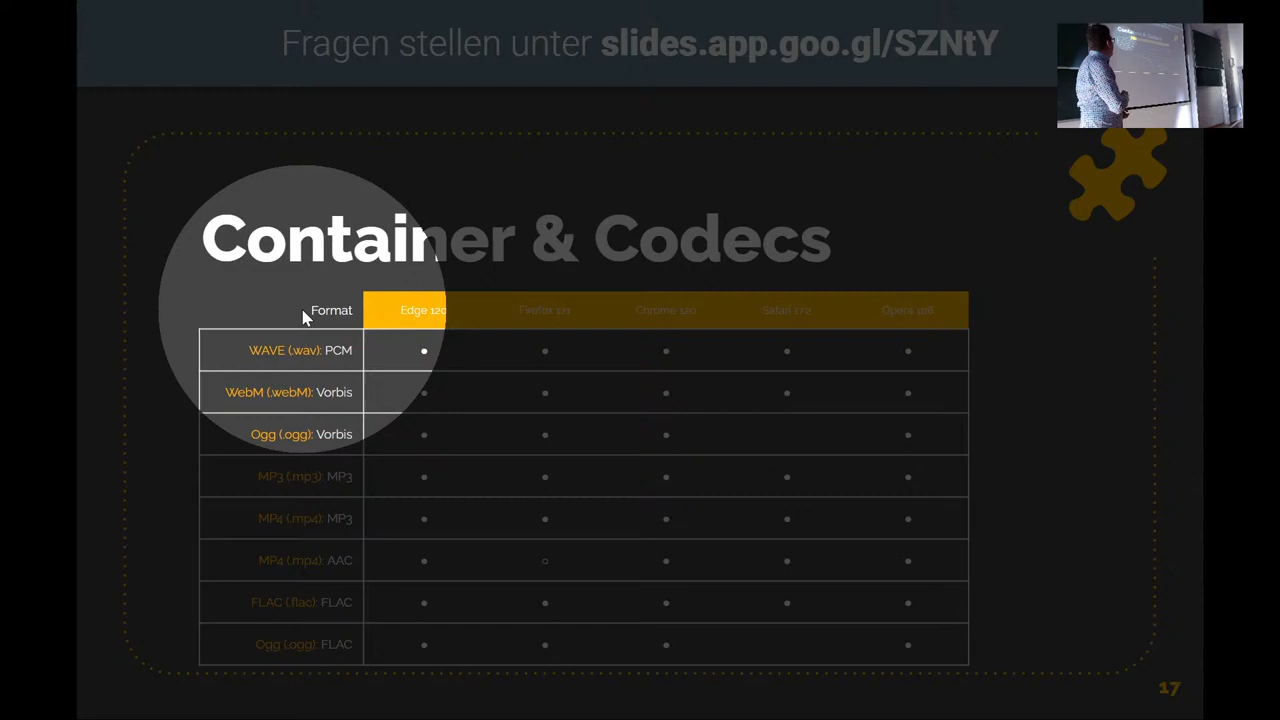 Fragen stellen unter slides.app.goo.gl/SZNtY
Container & Codecs
Format Edge 120 Firefox 121 Chrome 120 Safari 17.2 Opera 106
WAVE (.wav): PCM ● ● ● ● ●
WebM (.webM): Vorbis ● ● ● ● ●
Ogg (.ogg): Vorbis ● ● ● ●
MP3 (.mp3): MP3 ● ● ● ● ●
MP4 (.mp4): MP3 ● ● ● ● ●
MP4 (.mp4): AAC ● ○ ● ● ●
FLAC (.flac): FLAC ● ● ● ● ●
Ogg (.ogg): FLAC ● ● ● ●
17